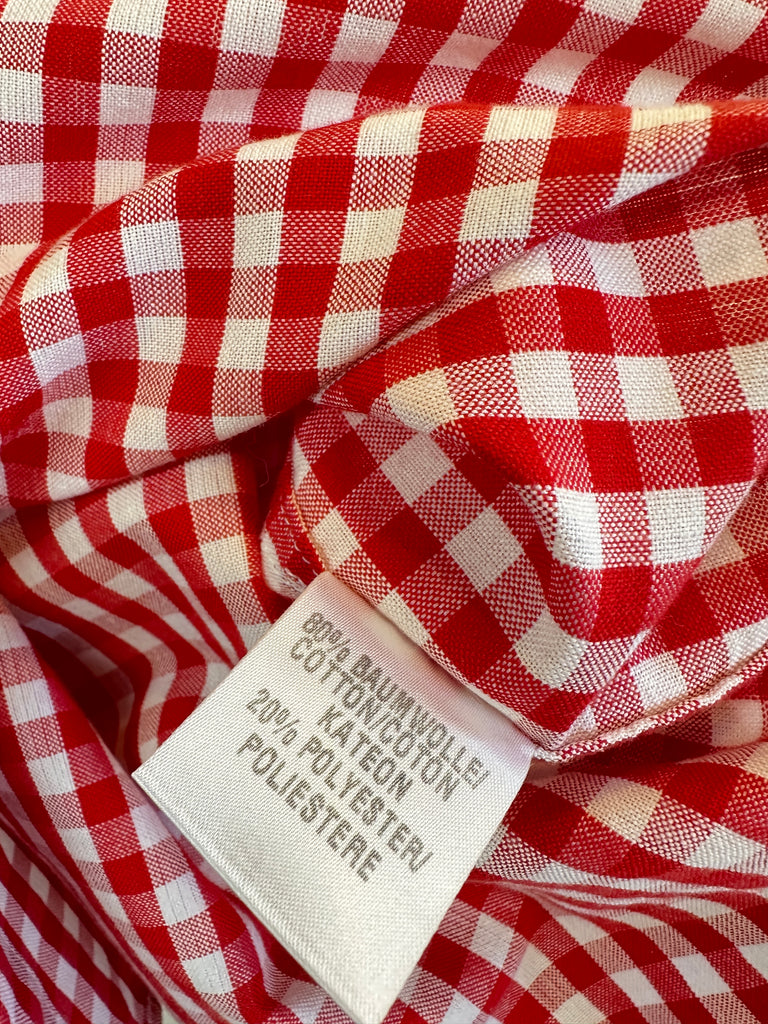 80% BAUMWOLLE/
COTTON/COTON
KATEON
20% POLYESTER/
POLIESTERE